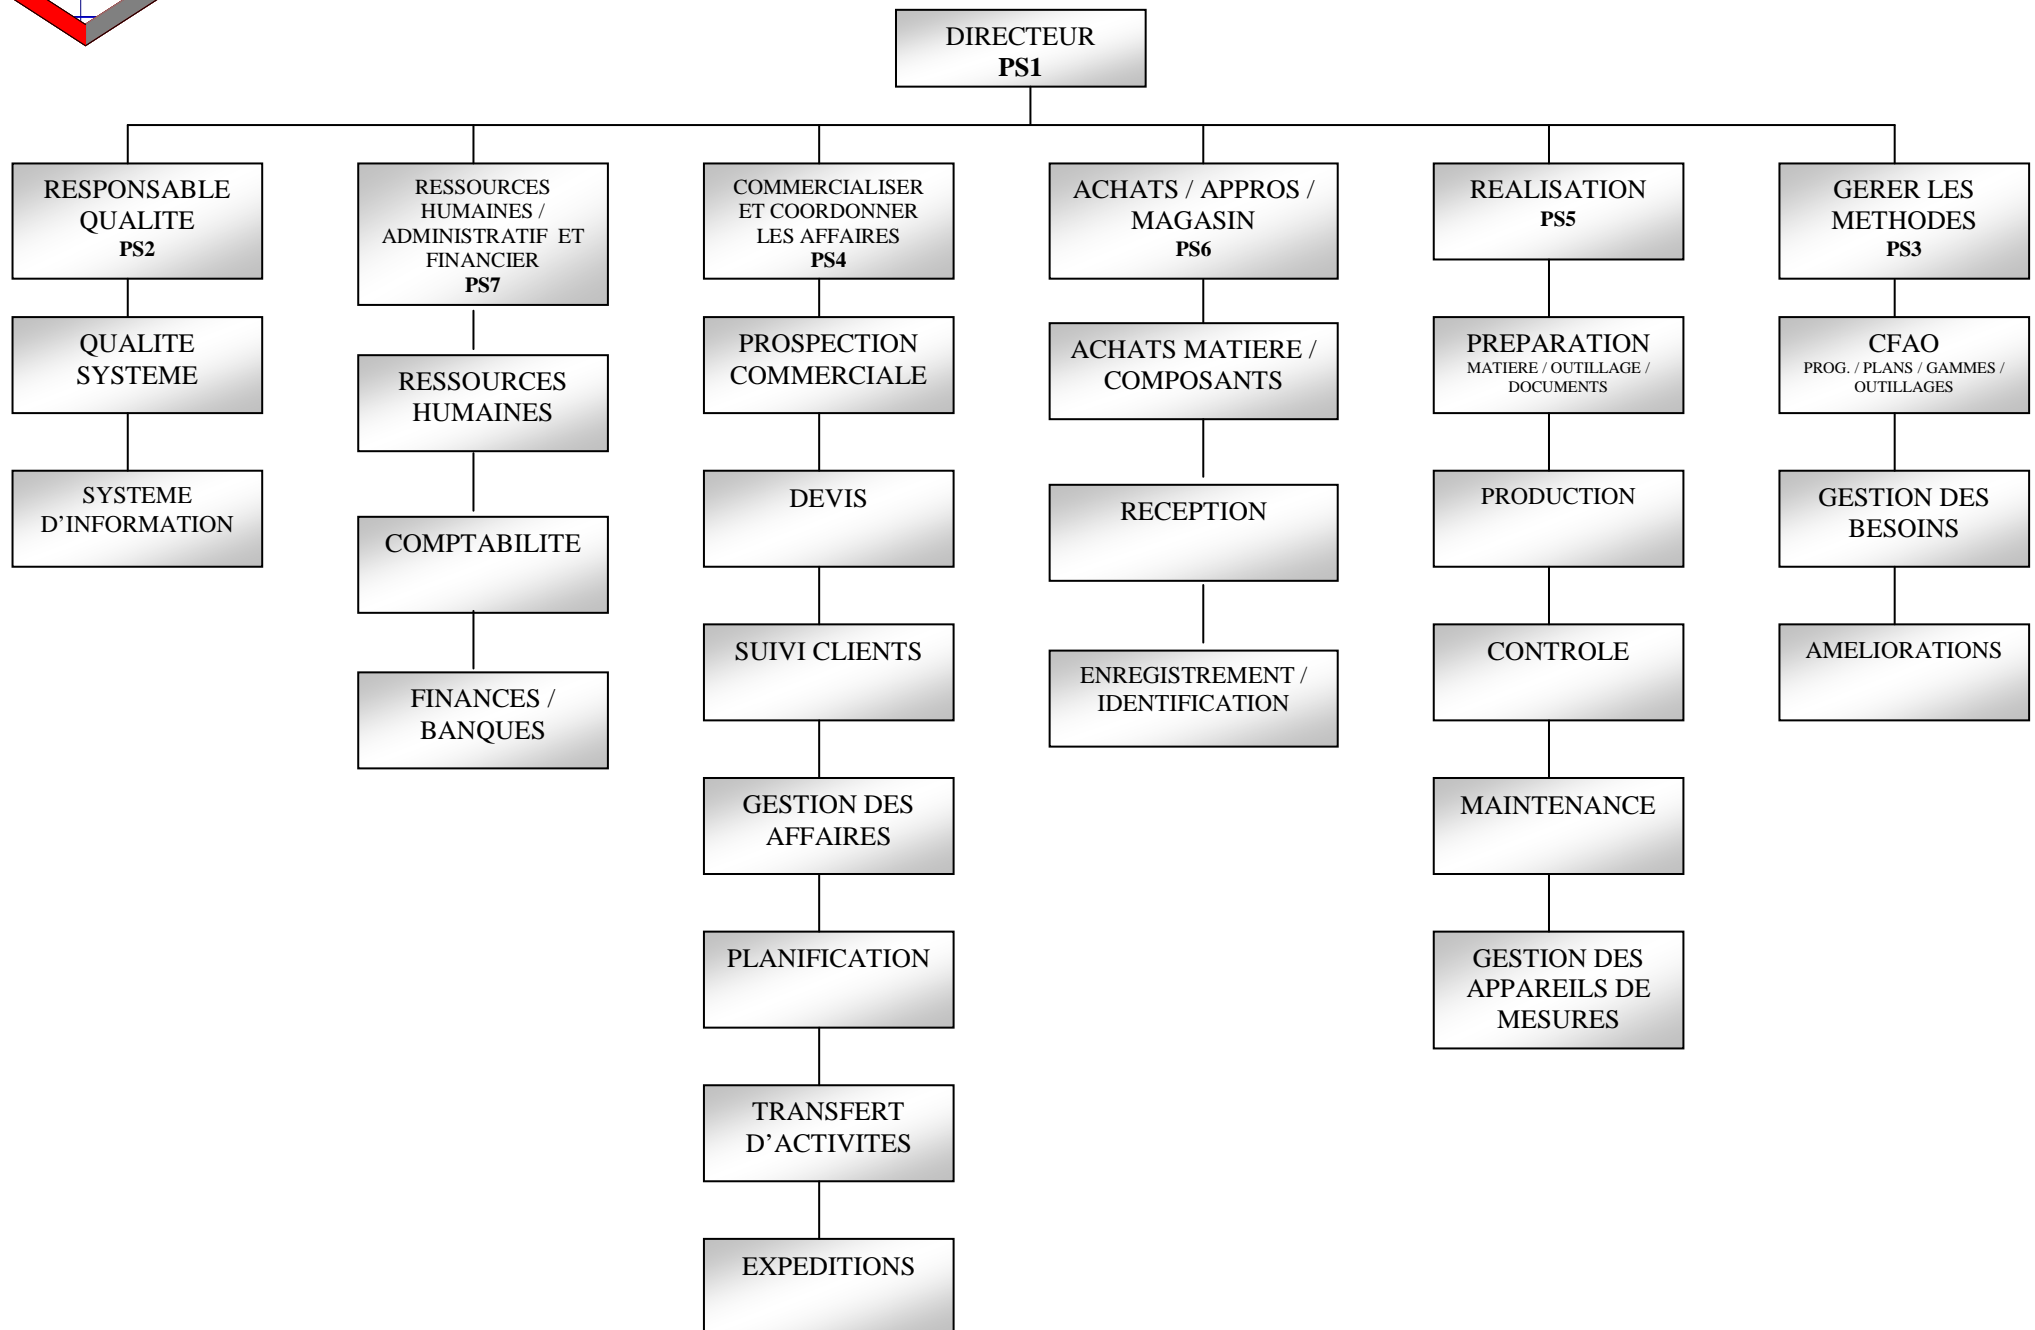 DIRECTEUR
PS1
RESPONSABLE
QUALITE
PS2
QUALITE
SYSTEME
SYSTEME
D’INFORMATION
RESSOURCES
HUMAINES /
ADMINISTRATIF ET
FINANCIER
PS7
RESSOURCES
HUMAINES
COMPTABILITE
FINANCES /
BANQUES
COMMERCIALISER
ET COORDONNER
LES AFFAIRES
PS4
PROSPECTION
COMMERCIALE
DEVIS
SUIVI CLIENTS
GESTION DES
AFFAIRES
PLANIFICATION
TRANSFERT
D’ACTIVITES
EXPEDITIONS
ACHATS / APPROS /
MAGASIN
PS6
ACHATS MATIERE /
COMPOSANTS
RECEPTION
ENREGISTREMENT /
IDENTIFICATION
REALISATION
PS5
PREPARATION
MATIERE / OUTILLAGE /
DOCUMENTS
PRODUCTION
CONTROLE
MAINTENANCE
GESTION DES
APPAREILS DE
MESURES
GERER LES
METHODES
PS3
CFAO
PROG. / PLANS / GAMMES /
OUTILLAGES
GESTION DES
BESOINS
AMELIORATIONS